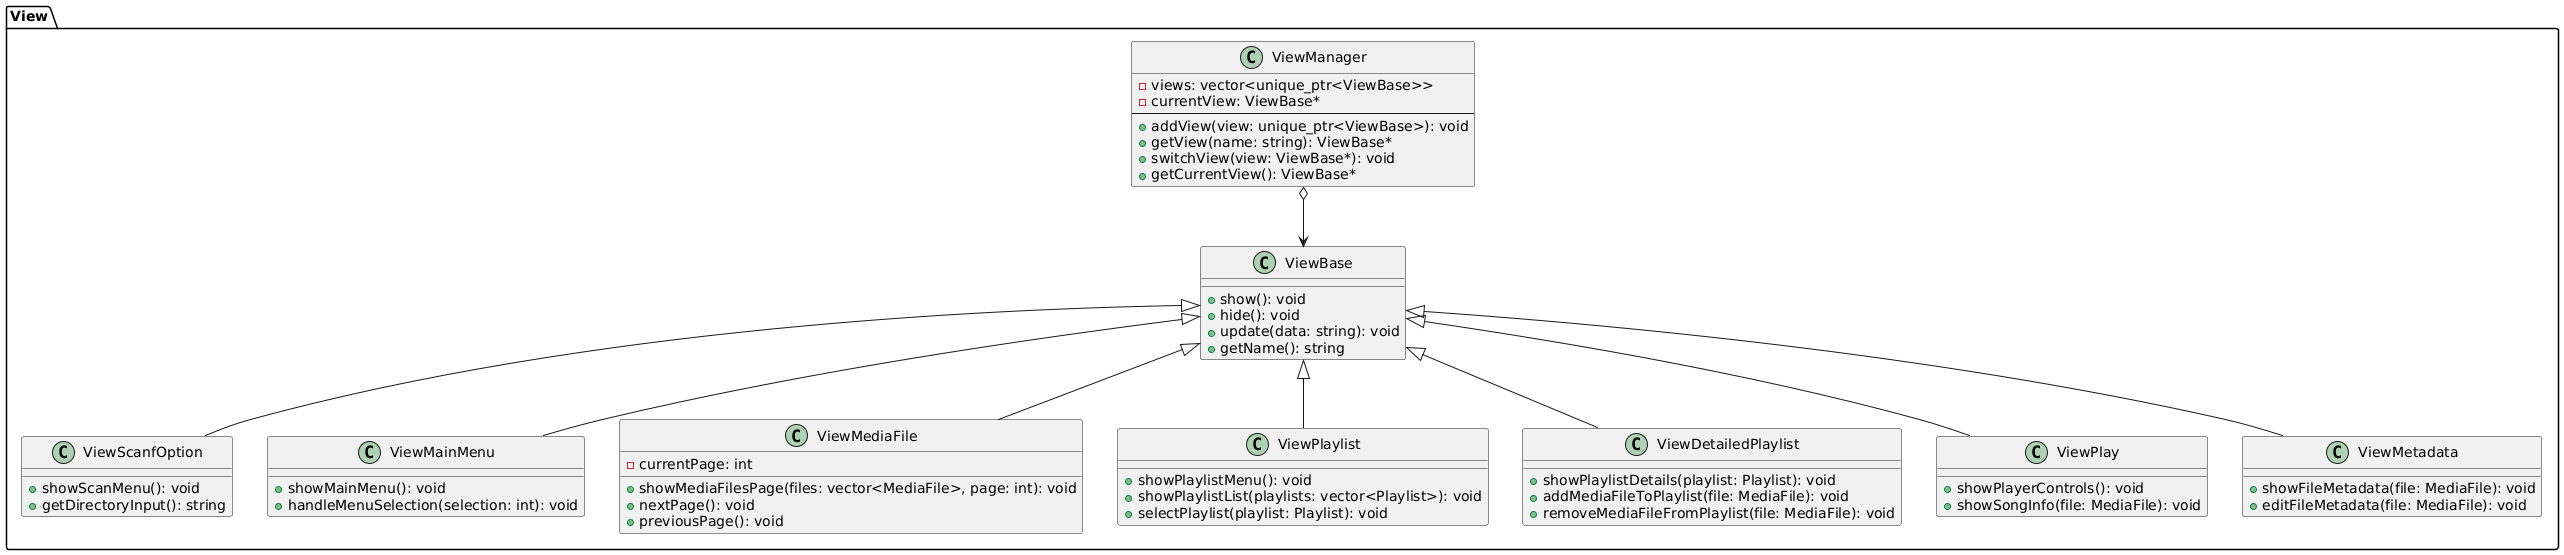 View
ViewManager
views: vector<unique_ptr<ViewBase>>
currentView: ViewBase*
addView(view: unique_ptr<ViewBase>): void
getView(name: string): ViewBase*
switchView(view: ViewBase*): void
getCurrentView(): ViewBase*
ViewBase
show(): void
hide(): void
update(data: string): void
getName(): string
ViewScanfOption
showScanMenu(): void
getDirectoryInput(): string
ViewMainMenu
showMainMenu(): void
handleMenuSelection(selection: int): void
ViewMediaFile
currentPage: int
showMediaFilesPage(files: vector<MediaFile>, page: int): void
nextPage(): void
previousPage(): void
ViewPlaylist
showPlaylistMenu(): void
showPlaylistList(playlists: vector<Playlist>): void
selectPlaylist(playlist: Playlist): void
ViewDetailedPlaylist
showPlaylistDetails(playlist: Playlist): void
addMediaFileToPlaylist(file: MediaFile): void
removeMediaFileFromPlaylist(file: MediaFile): void
ViewPlay
showPlayerControls(): void
showSongInfo(file: MediaFile): void
ViewMetadata
showFileMetadata(file: MediaFile): void
editFileMetadata(file: MediaFile): void